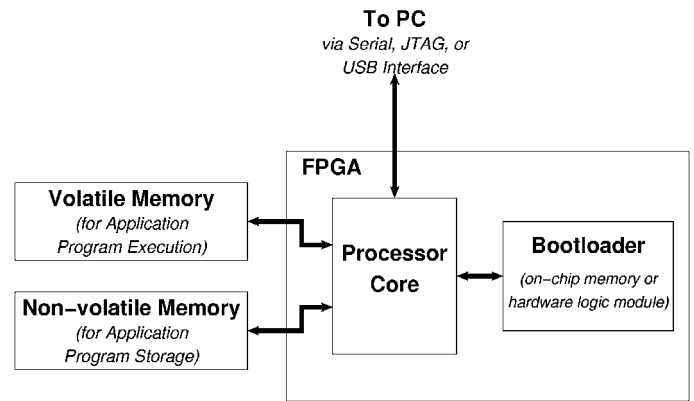 To PC
via Serial, JTAG, or
USB Interface
FPGA
Volatile Memory
(for Application
Program Execution)
Non-volatile Memory
(for Application
Program Storage)
Processor
Core
Bootloader
(on-chip memory or
hardware logic module)